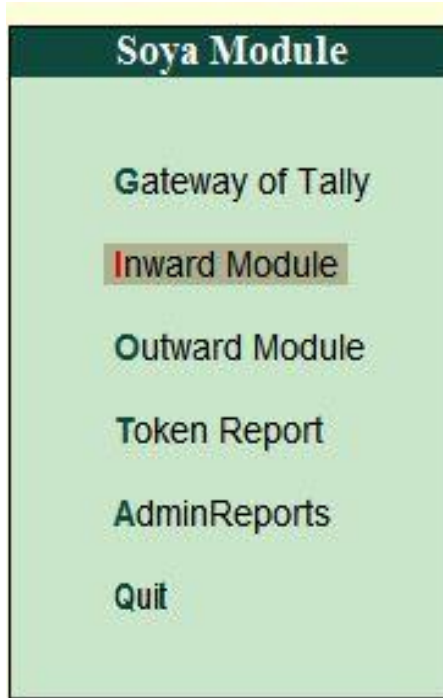 Soya Module
Gateway of Tally
Inward Module
Outward Module
Token Report
AdminReports
Quit